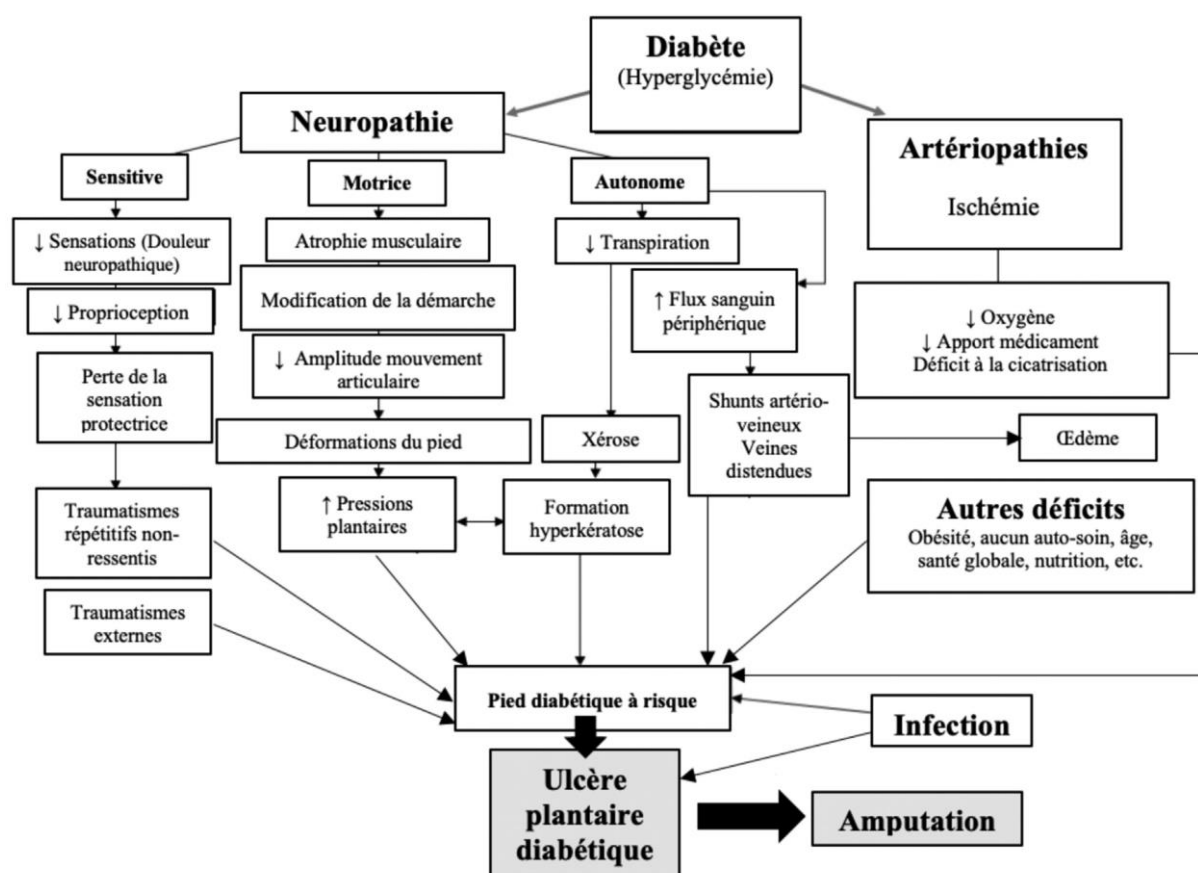 Diabète
(Hyperglycémie)
Neuropathie
Artériopathies
Ischémie
Sensitive
Motrice
Autonome
↓ Sensations (Douleur
neuropathique)
Atrophie musculaire
↓ Transpiration
↓ Proprioception
Modification de la démarche
↑ Flux sanguin
périphérique
↓ Oxygène
↓ Apport médicament
Déficit à la cicatrisation
Perte de la
sensation
protectrice
↓ Amplitude mouvement
articulaire
Shunts artério-
veineux
Veines
distendues
Déformations du pied
Xérose
Œdème
Traumatismes
répétitifs non-
ressentis
↑ Pressions
plantaires
Formation
hyperkératose
Autres déficits
Obésité, aucun auto-soin, âge,
santé globale, nutrition, etc.
Traumatismes
externes
Pied diabétique à risque
Infection
Ulcère
plantaire
diabétique
Amputation